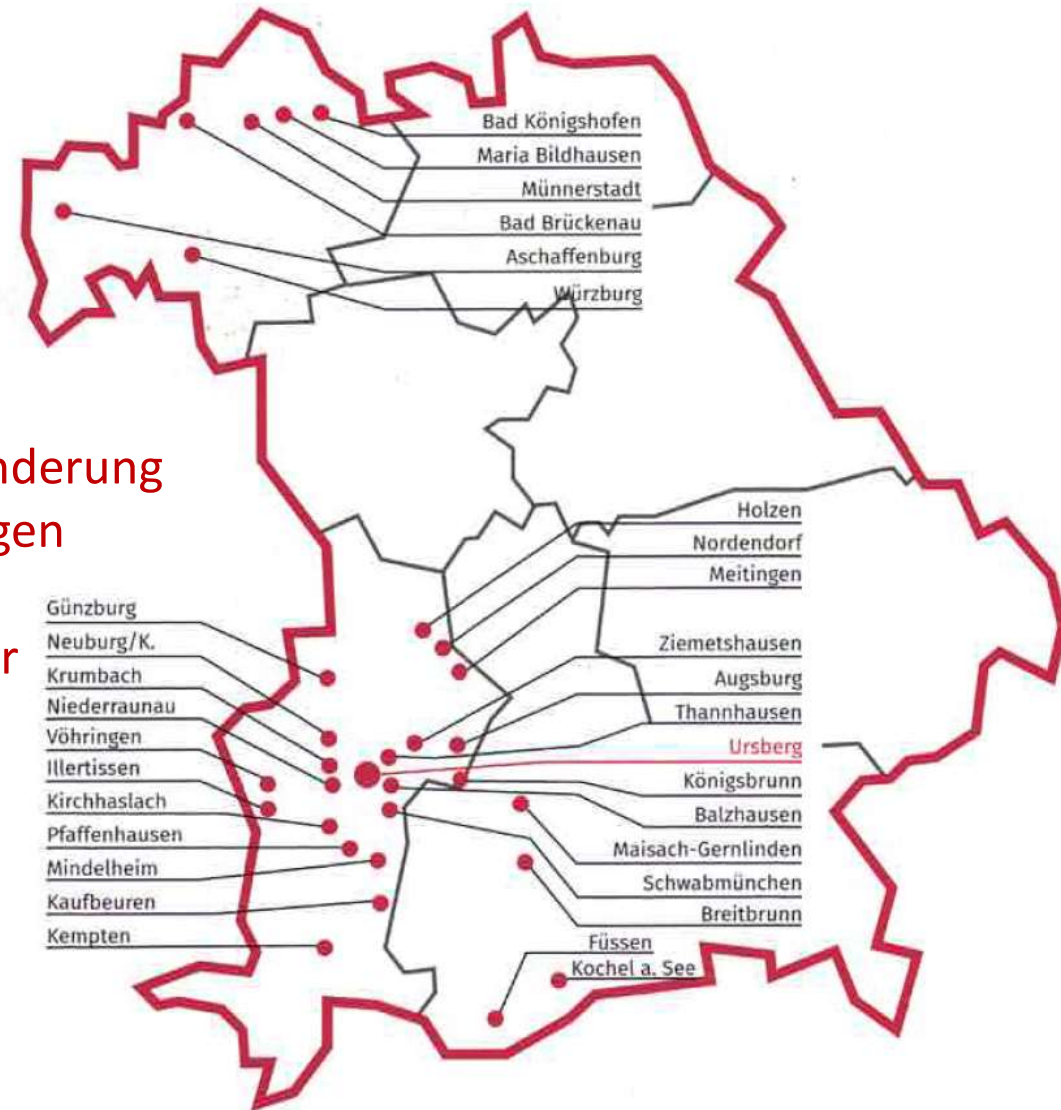 Bad Königshofen
Maria Bildhausen
Münnerstadt
Bad Brückenau
Aschaffenburg
Würzburg
nderung
gen
r
Holzen
Nordendorf
Meitingen
Günzburg
Neuburg/K.
Krumbach
Niederraunau
Vöhringen
Illertissen
Kirchhaslach
Pfaffenhausen
Mindelheim
Kaufbeuren
Kempten
Ziemetshausen
Augsburg
Thannhausen
Ursberg
Königsbrunn
Balzhausen
Maisach-Gernlinden
Schwabmünchen
Breitbrunn
Füssen
Kochel a. See